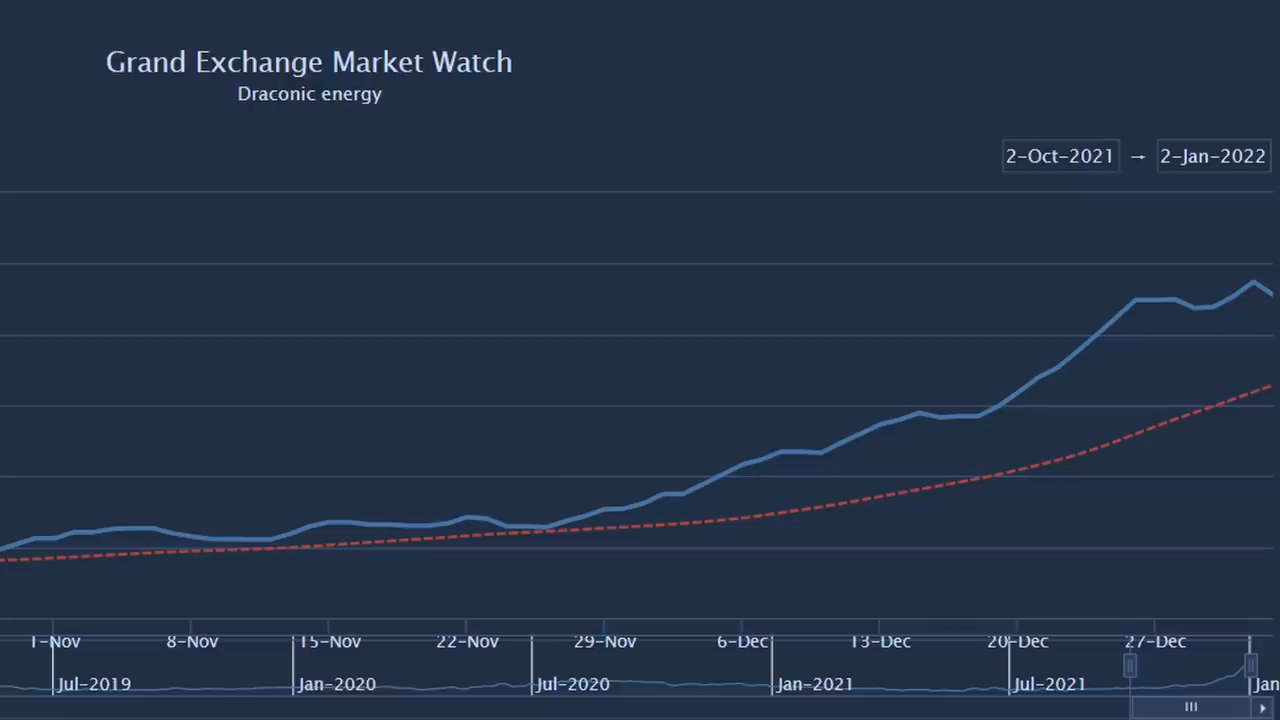 Grand Exchange Market Watch
Draconic energy
2-Oct-2021 → 2-Jan-2022
1-Nov 8-Nov 15-Nov 22-Nov 29-Nov 6-Dec 13-Dec 20-Dec 27-Dec
Jul-2019 Jan-2020 Jul-2020 Jan-2021 Jul-2021 Jan